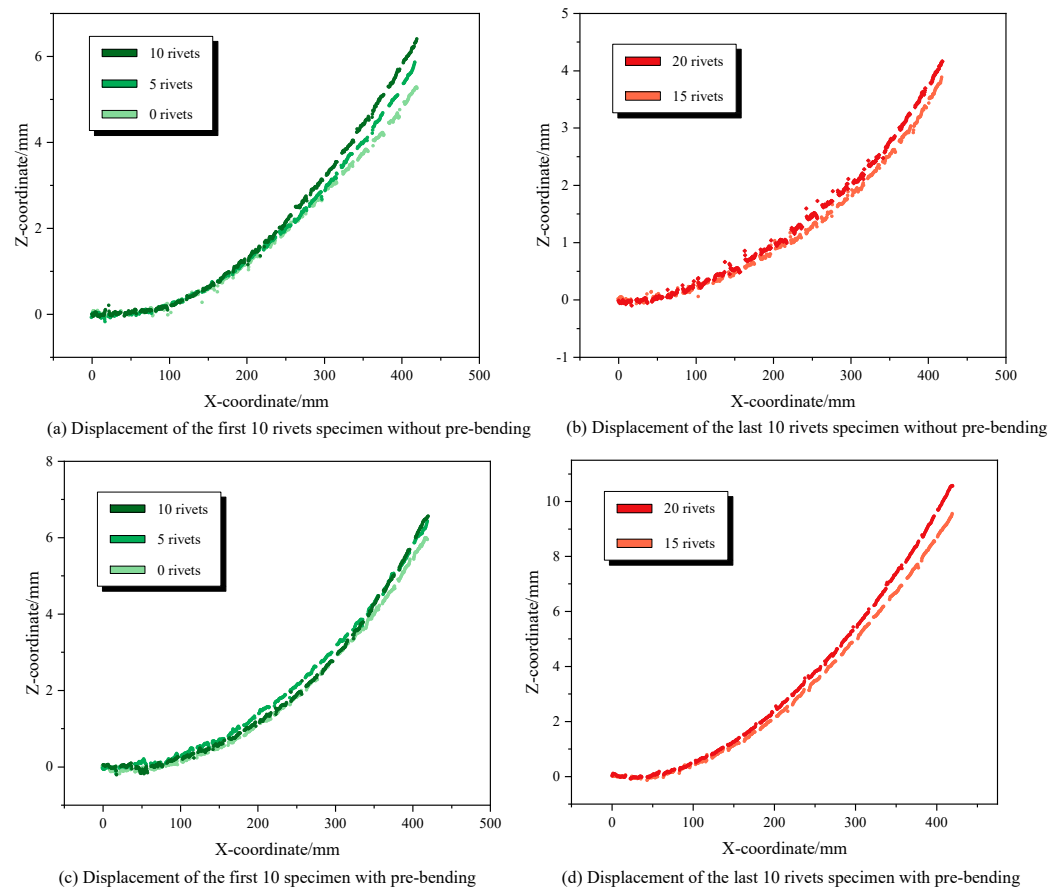 6
4
2
0
Z-coordinate/mm
10 rivets
5 rivets
0 rivets
0 100 200 300 400 500
X-coordinate/mm
(a) Displacement of the first 10 rivets specimen without pre-bending
5
4
3
2
1
0
-1
Z-coordinate/mm
20 rivets
15 rivets
0 100 200 300 400 500
X-coordinate/mm
(b) Displacement of the last 10 rivets specimen without pre-bending
8
6
4
2
0
Z-coordinate/mm
10 rivets
5 rivets
0 rivets
0 100 200 300 400 500
X-coordinate/mm
(c) Displacement of the first 10 specimen with pre-bending
10
8
6
4
2
0
Z-coordinate/mm
20 rivets
15 rivets
0 100 200 300 400
X-coordinate/mm
(d) Displacement of the last 10 rivets specimen with pre-bending